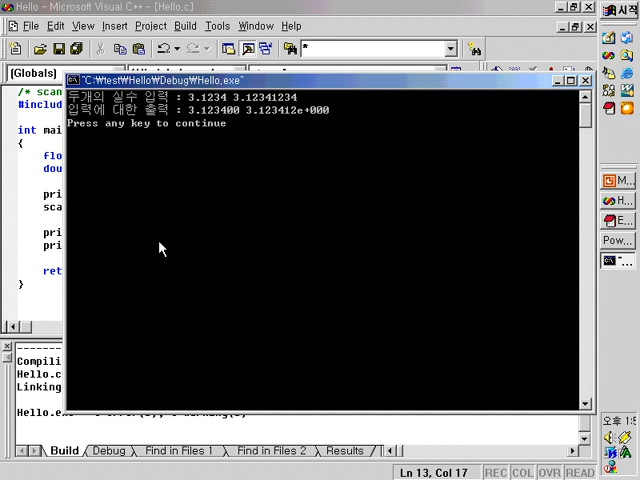 Hello - Microsoft Visual C++ - [Hello.c]
File Edit View Insert Project Build Tools Window Help
시작
[Globals]
"C:₩test₩Hello₩Debug₩Hello.exe"
두개의 실수 입력 : 3.1234 3.12341234
입력에 대한 출력 : 3.123400 3.123412e+000
Press any key to continue
/* scan
#includ
int mai
{
flo
dou
pri
sca
pri
pri
ret
}
M...
H...
E...
Pow...
"...
Compili
Hello.c
Linking
Build Debug Find in Files 1 Find in Files 2 Results
Ln 13, Col 17 REC COL OVR READ
오후 1:5